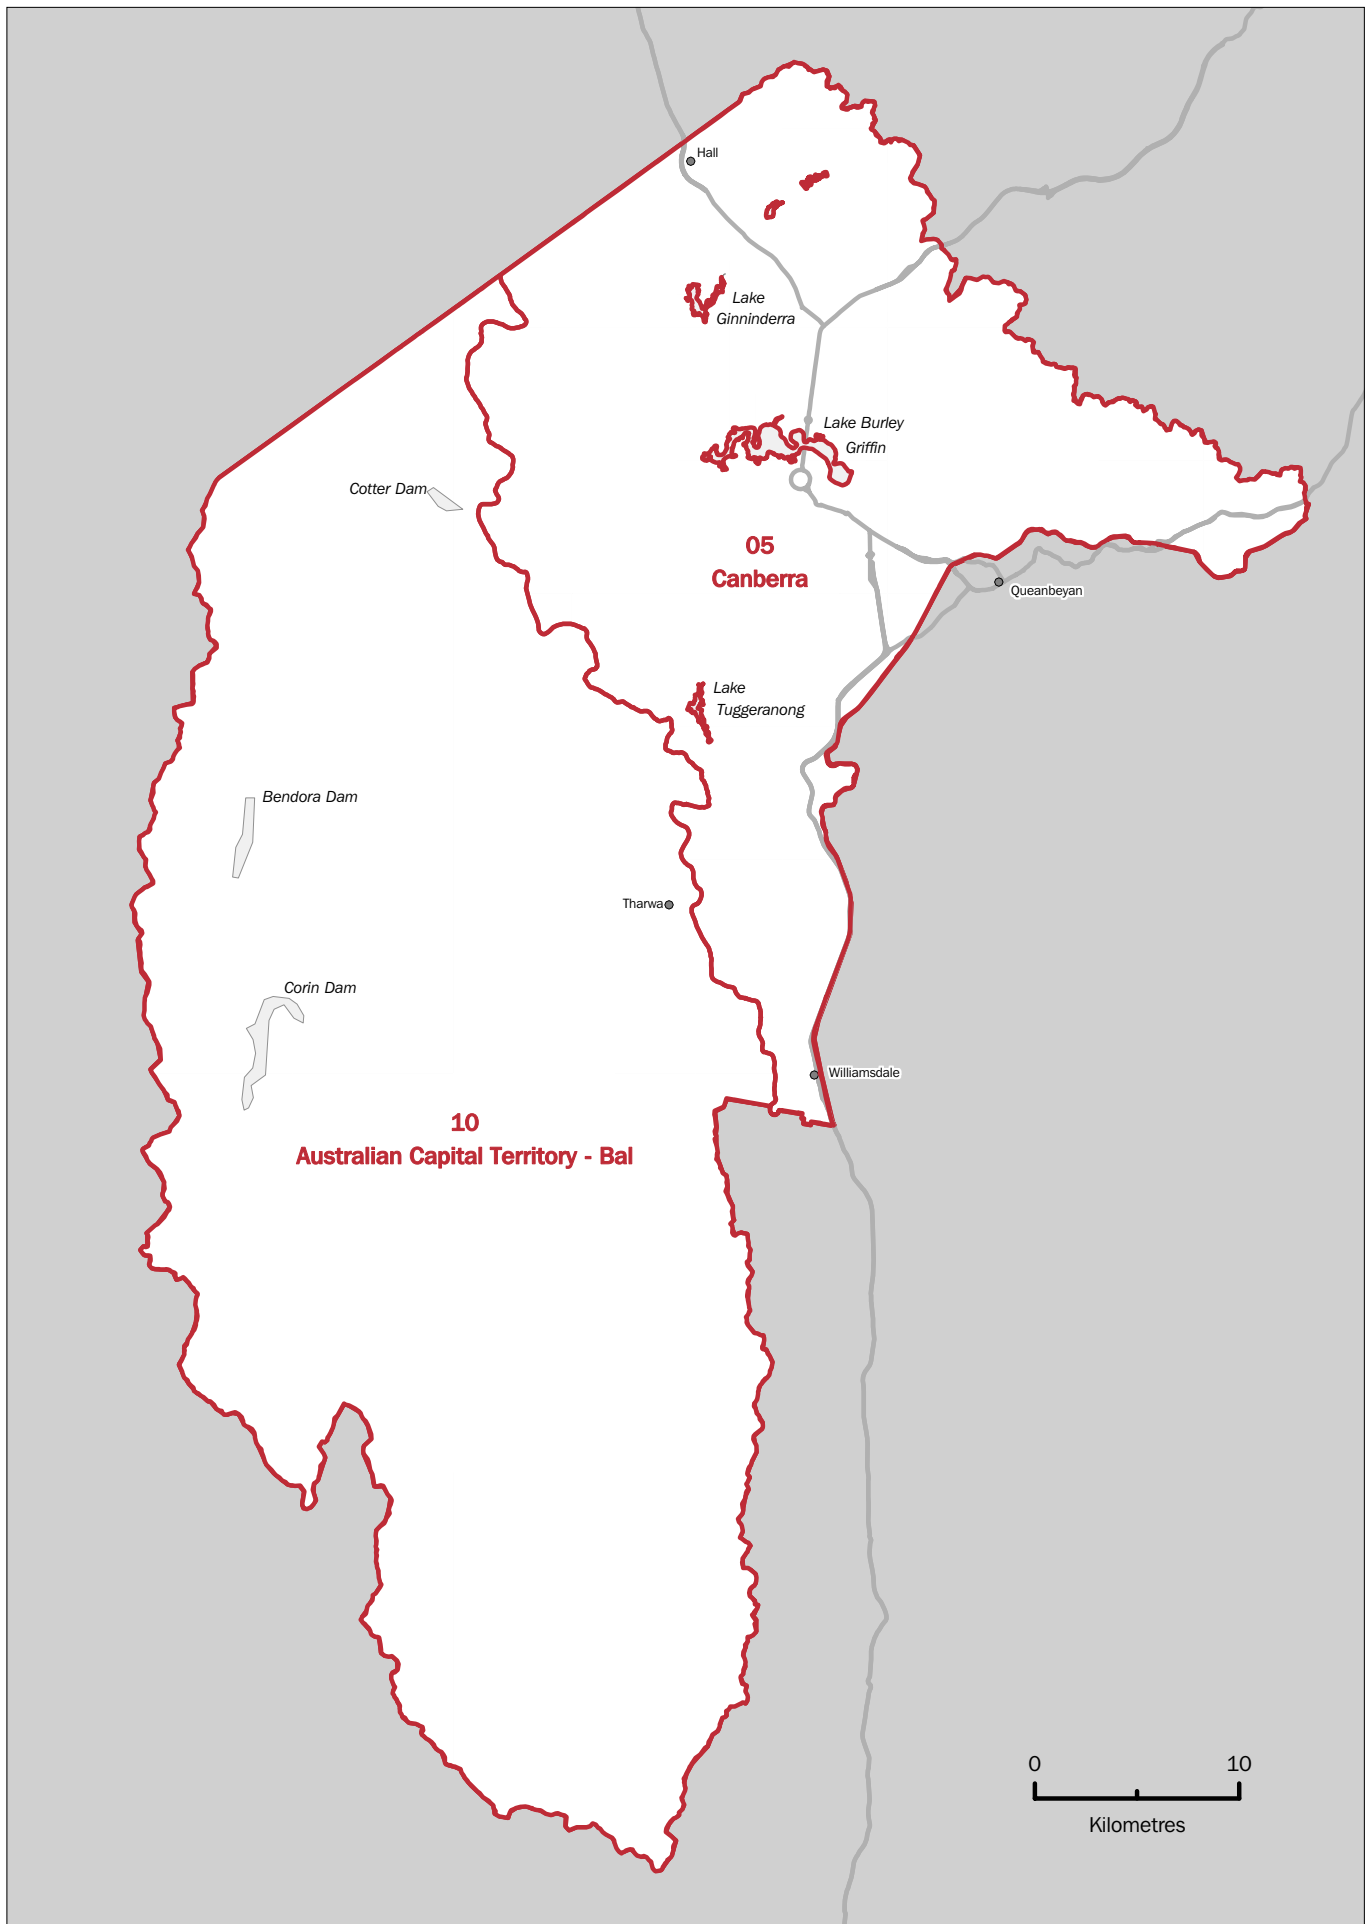 Hall
Lake
Ginninderra
Lake Burley
Griffin
Cotter Dam
05
Canberra
Queanbeyan
Lake
Tuggeranong
Bendora Dam
Tharwa
Corin Dam
Williamsdale
10
Australian Capital Territory - Bal
0 10
Kilometres